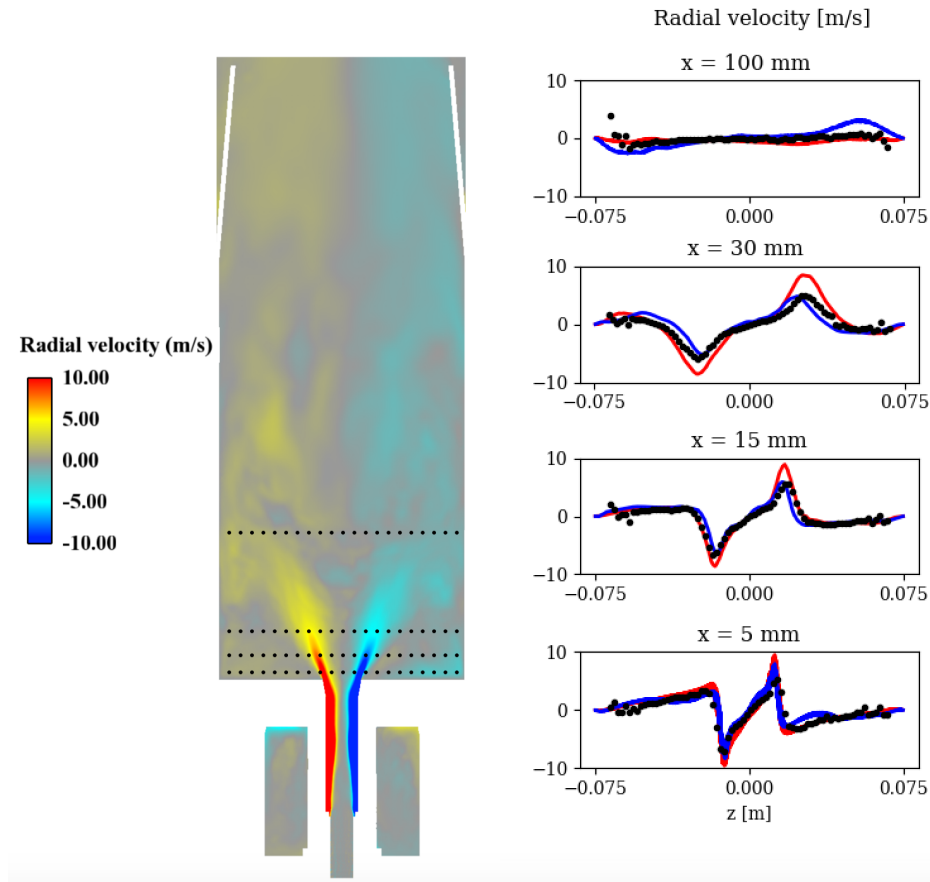 Radial velocity [m/s]
x = 100 mm
10
0
−10
−0.075 0.000 0.075
x = 30 mm
10
0
−10
−0.075 0.000 0.075
Radial velocity (m/s)
10.00
5.00
0.00
-5.00
-10.00
x = 15 mm
10
0
−10
−0.075 0.000 0.075
x = 5 mm
10
0
−10
−0.075 0.000 0.075
z [m]